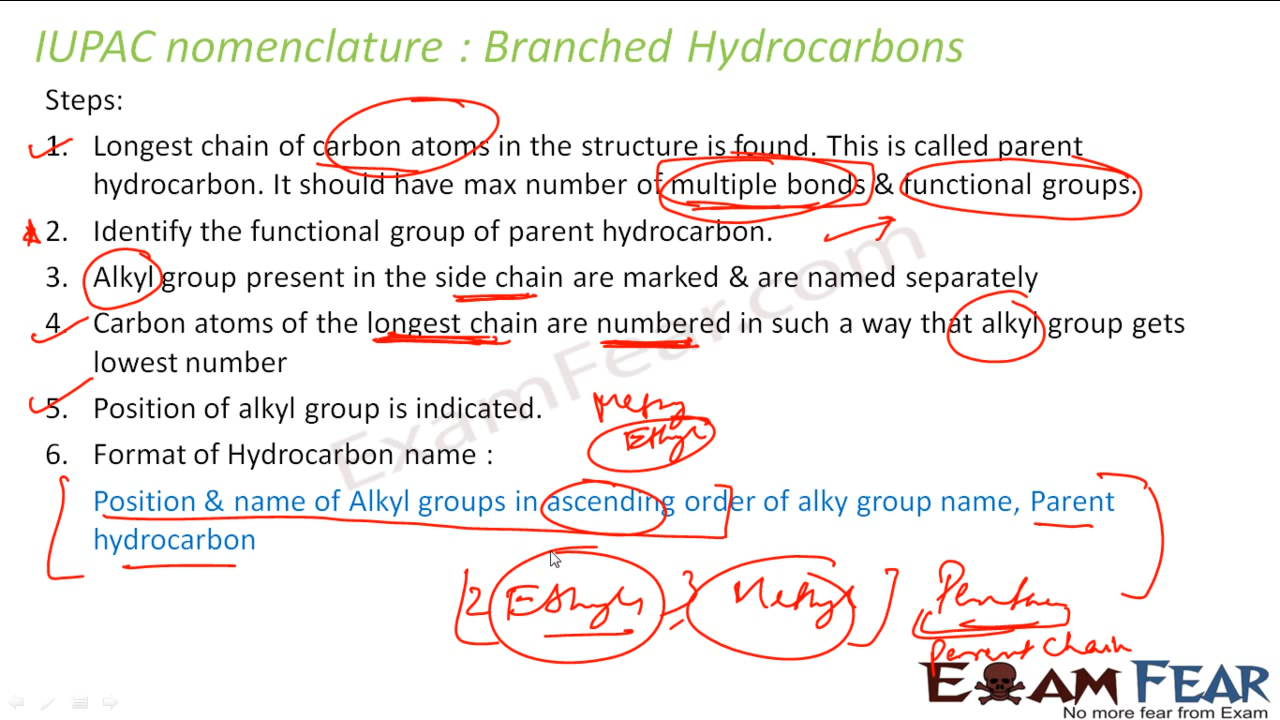 IUPAC nomenclature : Branched Hydrocarbons
Steps:
1. Longest chain of carbon atoms in the structure is found. This is called parent
hydrocarbon. It should have max number of multiple bonds & functional groups.
2. Identify the functional group of parent hydrocarbon.
3. Alkyl group present in the side chain are marked & are named separately
4. Carbon atoms of the longest chain are numbered in such a way that alkyl group gets
lowest number
5. Position of alkyl group is indicated.
Methyl
Ethyl
6. Format of Hydrocarbon name :
Position & name of Alkyl groups in ascending order of alky group name, Parent
hydrocarbon
2 Ethyl 3 Methyl
Parent chain
ExamFear.com
EXAM FEAR
No more fear from Exam